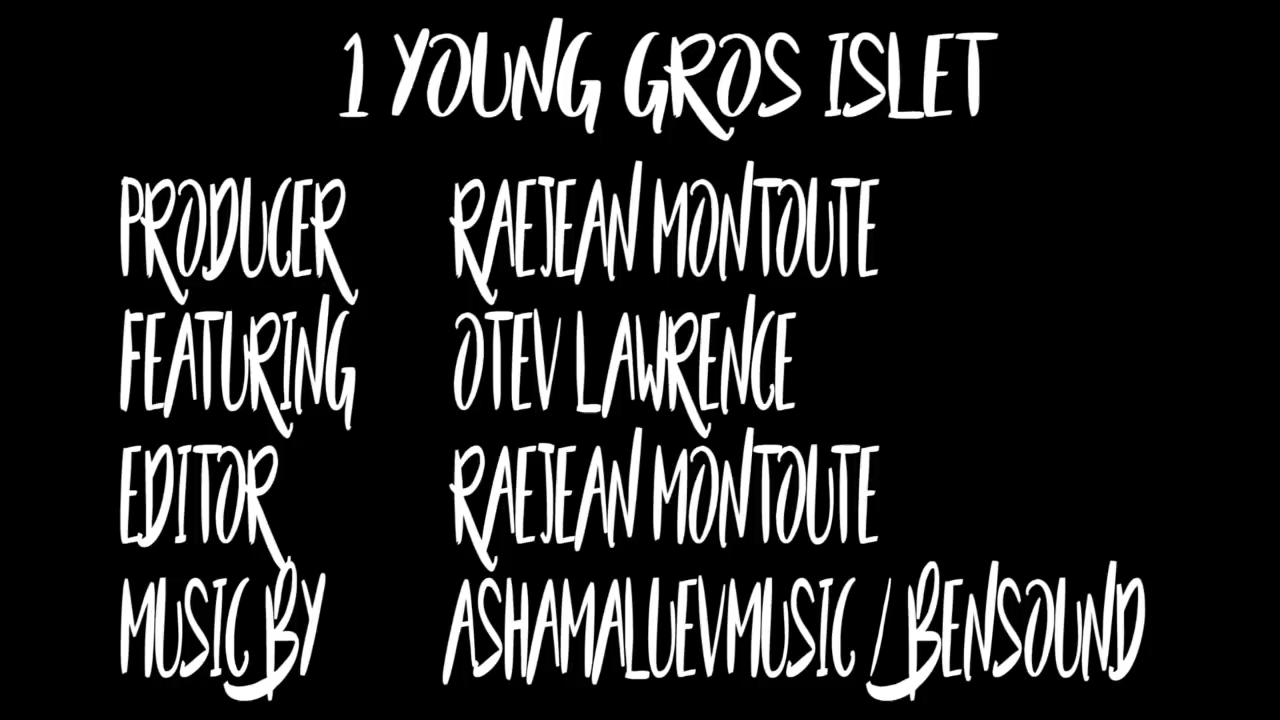 1 YOUNG GROS ISLET
PRODUCER RAEJEAN MONTOUTE
FEATURING OTEV LAWRENCE
EDITOR RAEJEAN MONTOUTE
MUSIC BY ASHAMALUEVMUSIC / BENSOUND